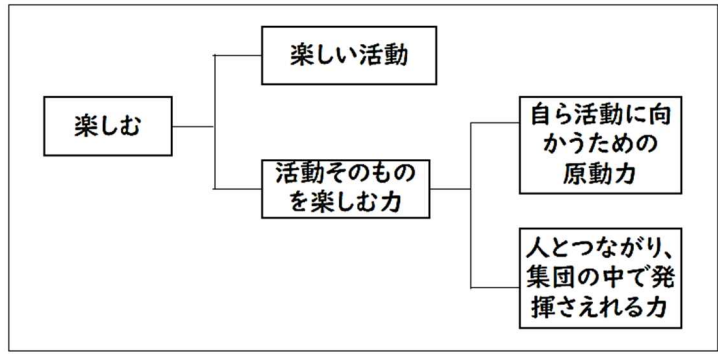 楽しい活動
楽しむ
自ら活動に向
かうための
原動力
活動そのもの
を楽しむ力
人とつながり、
集団の中で発
揮さえれる力